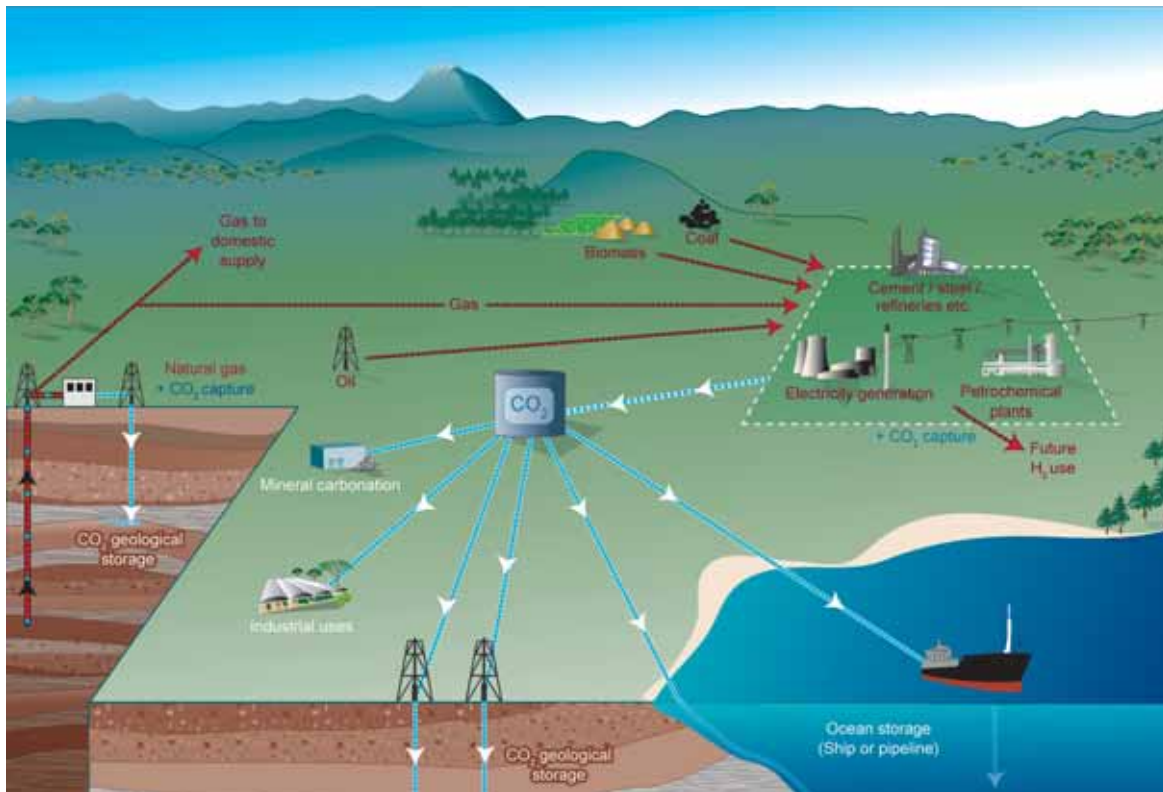 Gas to
domestic
supply
Biomass
Coal
Cement / steel /
refineries etc.
Gas
Oil
Natural gas
+ CO₂ capture
CO₂
Electricity generation
Petrochemical
plants
+ CO₂ capture
Future
H₂ use
Mineral carbonation
CO₂ geological
storage
Industrial uses
Ocean storage
(Ship or pipeline)
CO₂ geological
storage